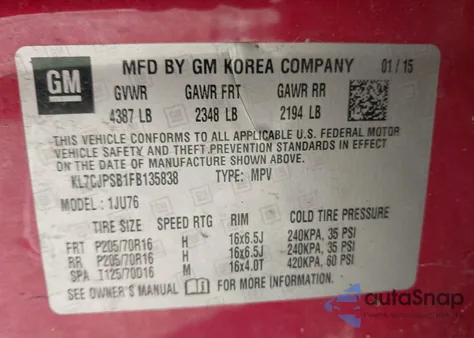 GM MFD BY GM KOREA COMPANY 01/15
GVWR GAWR FRT GAWR RR
4387 LB 2348 LB 2194 LB
THIS VEHICLE CONFORMS TO ALL APPLICABLE U.S. FEDERAL MOTOR
VEHICLE SAFETY, BUMPER, AND THEFT PREVENTION STANDARDS IN EFFECT
ON THE DATE OF MANUFACTURE SHOWN ABOVE.
KL7CJPSB1FB135838 TYPE: MPV
MODEL: 1JU76
TIRE SIZE SPEED RTG RIM COLD TIRE PRESSURE
FRT P205/70R16 H 16x6.5J 240KPA, 35 PSI
RR P205/70R16 H 16x6.5J 240KPA, 35 PSI
SPA T125/70D16 M 16x4.0T 420KPA, 60 PSI
SEE OWNER'S MANUAL FOR MORE INFORMATION.
autaSnap